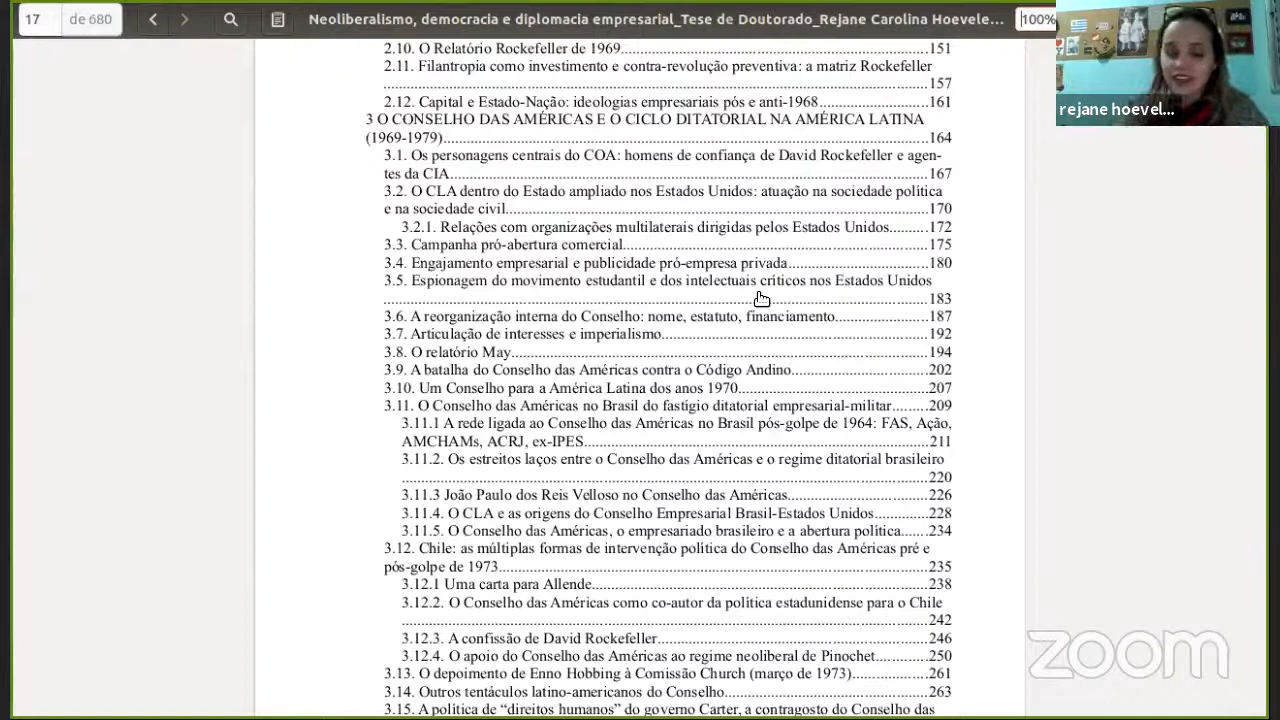 17 de 680 Neoliberalismo, democracia e diplomacia empresarial_Tese de Doutorado_Rejane Carolina Hoevele... 100%
rejane hoevel...
2.10. O Relatório Rockefeller de 1969...151
2.11. Filantropia como investimento e contra-revolução preventiva: a matriz Rockefeller
...157
2.12. Capital e Estado-Nação: ideologias empresariais pós e anti-1968...161
3 O CONSELHO DAS AMÉRICAS E O CICLO DITATORIAL NA AMÉRICA LATINA
(1969-1979)...164
3.1. Os personagens centrais do COA: homens de confiança de David Rockefeller e agen-
tes da CIA...167
3.2. O CLA dentro do Estado ampliado nos Estados Unidos: atuação na sociedade política
e na sociedade civil...170
3.2.1. Relações com organizações multilaterais dirigidas pelos Estados Unidos...172
3.3. Campanha pró-abertura comercial...175
3.4. Engajamento empresarial e publicidade pró-empresa privada...180
3.5. Espionagem do movimento estudantil e dos intelectuais críticos nos Estados Unidos
...183
3.6. A reorganização interna do Conselho: nome, estatuto, financiamento...187
3.7. Articulação de interesses e imperialismo...192
3.8. O relatório May...194
3.9. A batalha do Conselho das Américas contra o Código Andino...202
3.10. Um Conselho para a América Latina dos anos 1970...207
3.11. O Conselho das Américas no Brasil do fastígio ditatorial empresarial-militar...209
3.11.1 A rede ligada ao Conselho das Américas no Brasil pós-golpe de 1964: FAS, Ação,
AMCHAMs, ACRJ, ex-IPES...211
3.11.2. Os estreitos laços entre o Conselho das Américas e o regime ditatorial brasileiro
...220
3.11.3 João Paulo dos Reis Velloso no Conselho das Américas...226
3.11.4. O CLA e as origens do Conselho Empresarial Brasil-Estados Unidos...228
3.11.5. O Conselho das Américas, o empresariado brasileiro e a abertura política...234
3.12. Chile: as múltiplas formas de intervenção política do Conselho das Américas pré e
pós-golpe de 1973...235
3.12.1 Uma carta para Allende...238
3.12.2. O Conselho das Américas como co-autor da política estadunidense para o Chile
...242
3.12.3. A confissão de David Rockefeller...246
3.12.4. O apoio do Conselho das Américas ao regime neoliberal de Pinochet...250
3.13. O depoimento de Enno Hobbing à Comissão Church (março de 1973)...261
3.14. Outros tentáculos latino-americanos do Conselho...263
3.15. A política de “direitos humanos” do governo Carter, a contragosto do Conselho das
zoom